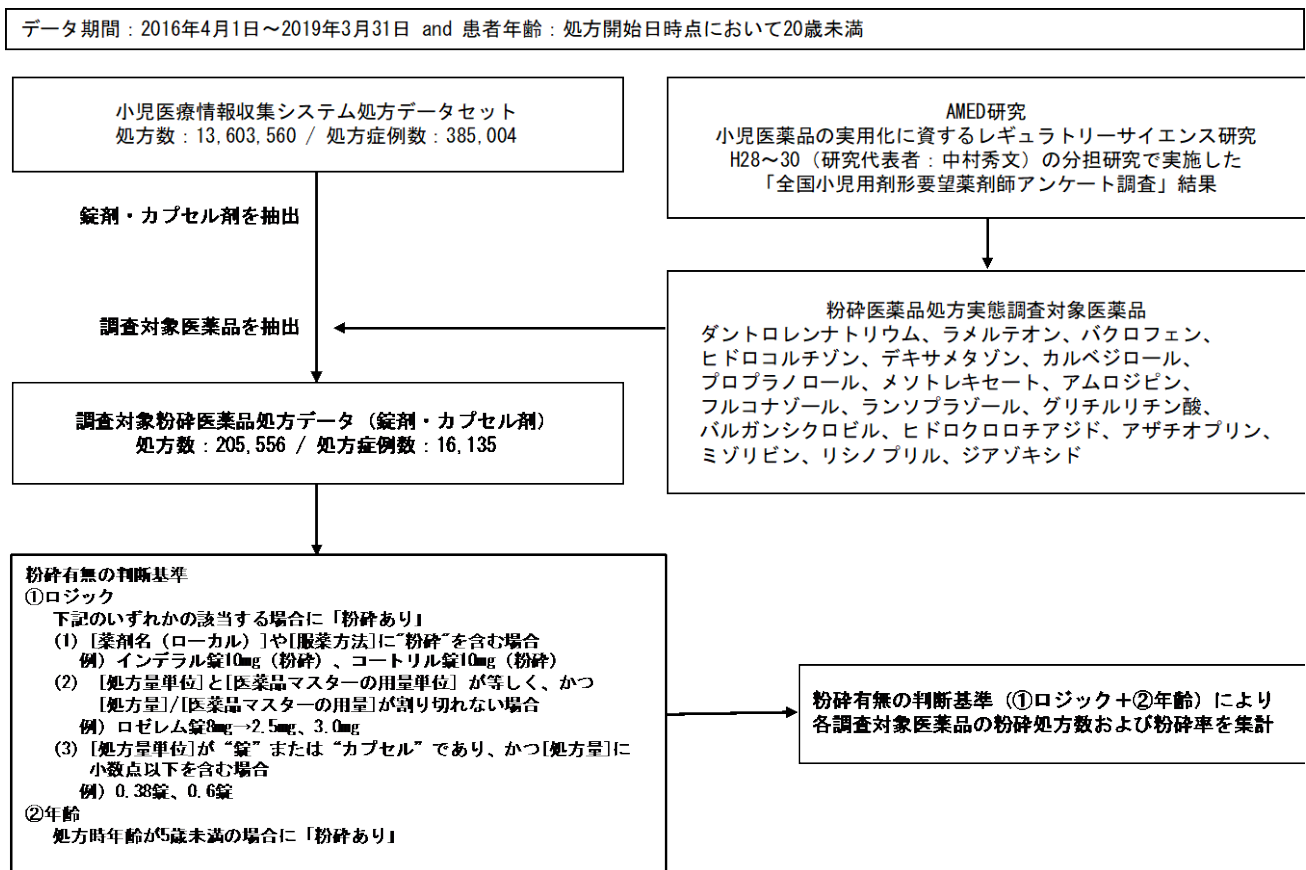 データ期間：2016年4月1日～2019年3月31日 and 患者年齢：処方開始日時点において20歳未満
小児医療情報収集システム処方データセット
処方数：13,603,560 / 処方症例数：385,004
AMED研究
小児医薬品の実用化に資するレギュラトリーサイエンス研究
H28～30（研究代表者：中村秀文）の分担研究で実施した
「全国小児用剤形要望薬剤師アンケート調査」結果
錠剤・カプセル剤を抽出
調査対象医薬品を抽出
粉砕医薬品処方実態調査対象医薬品
ダントロレンナトリウム、ラメルテオン、バクロフェン、
ヒドロコルチゾン、デキサメタゾン、カルベジロール、
プロプラノロール、メソトレキセート、アムロジピン、
フルコナゾール、ランソプラゾール、グリチルリチン酸、
バルガンシクロビル、ヒドロクロロチアジド、アザチオプリン、
ミゾリビン、リシノプリル、ジアゾキシド
調査対象粉砕医薬品処方データ（錠剤・カプセル剤）
処方数：205,556 / 処方症例数：16,135
粉砕有無の判断基準
①ロジック
下記のいずれかの該当する場合に「粉砕あり」
(1) [薬剤名（ローカル）]や[服薬方法]に"粉砕"を含む場合
例）インデラル錠10mg（粉砕）、コートリル錠10mg（粉砕）
(2) [処方量単位]と[医薬品マスターの用量単位] が等しく、かつ
[処方量]/[医薬品マスターの用量]が割り切れない場合
例）ロゼレム錠8mg→2.5mg、3.0mg
(3) [処方量単位]が “錠” または “カプセル” であり、かつ[処方量]に
小数点以下を含む場合
例）0.38錠、0.6錠
②年齢
処方時年齢が5歳未満の場合に「粉砕あり」
粉砕有無の判断基準（①ロジック＋②年齢）により
各調査対象医薬品の粉砕処方数および粉砕率を集計